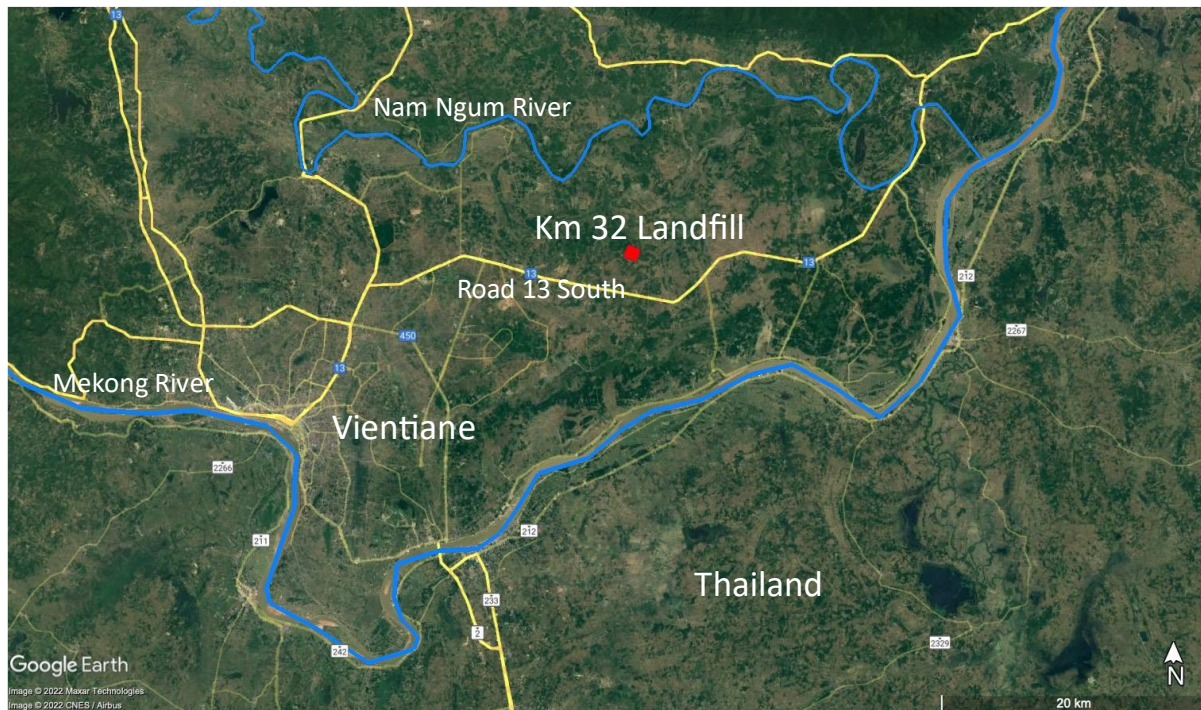 13
Nam Ngum River
Km 32 Landfill
13
13
Road 13 South
212
450
2267
13
Mekong River
Vientiane
2266
212
211
Thailand
233
2
242
2329
Google Earth
N
Image © 2022 Maxar Technologies
Image © 2022 CNES / Airbus
20 km